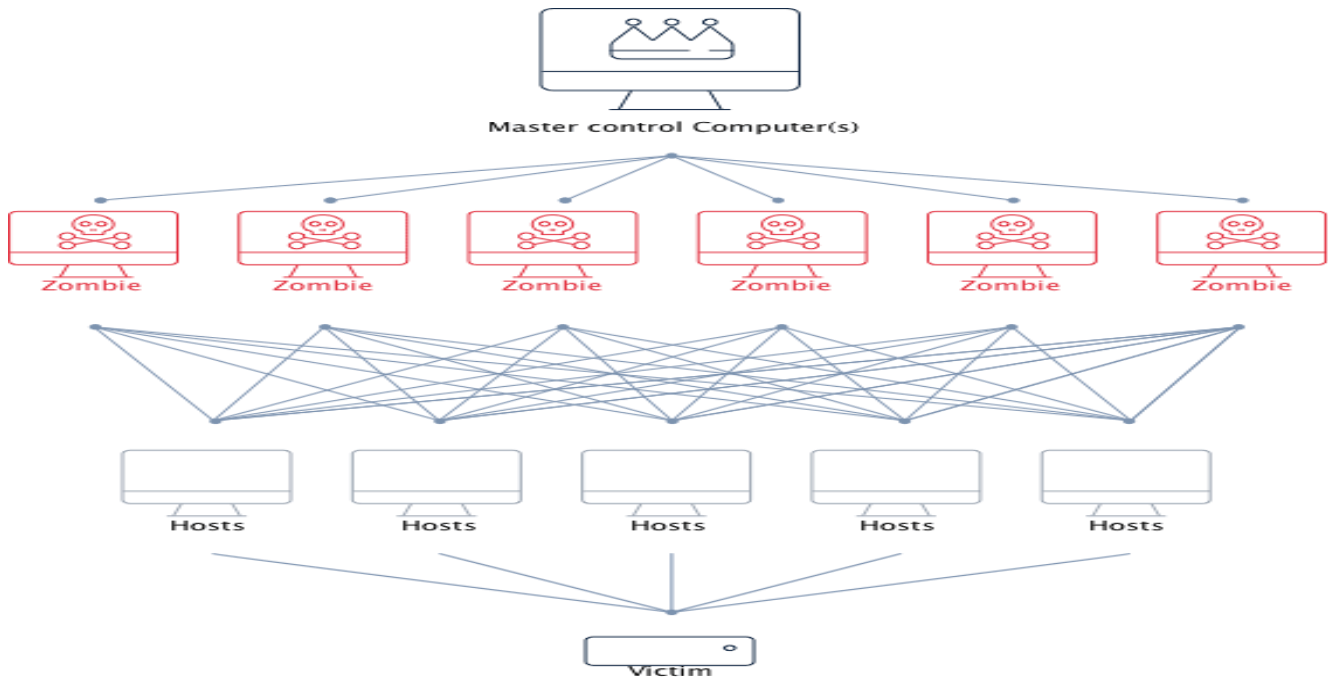 Master control Computer(s)
Zombie Zombie Zombie Zombie Zombie Zombie
Hosts Hosts Hosts Hosts Hosts
Victim